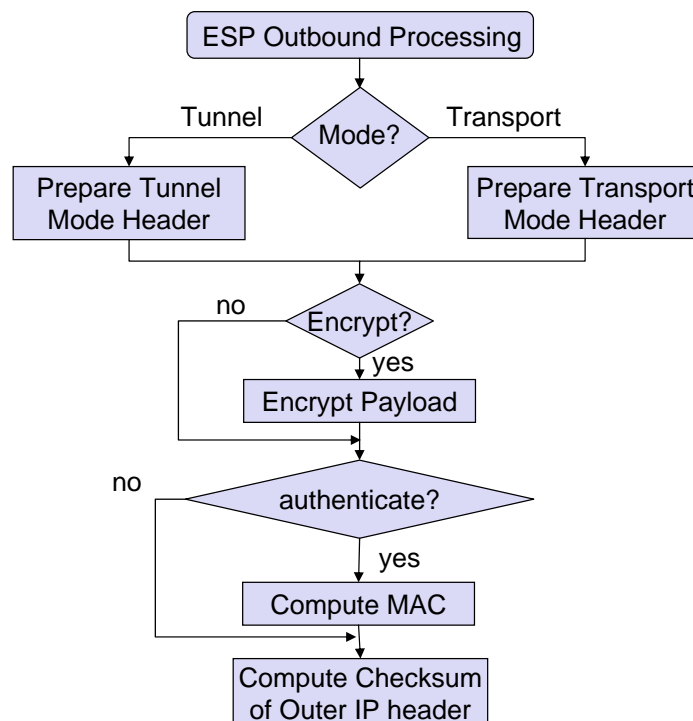 ESP Outbound Processing
Tunnel
Mode?
Transport
Prepare Tunnel
Mode Header
Prepare Transport
Mode Header
no
Encrypt?
yes
Encrypt Payload
no
authenticate?
yes
Compute MAC
Compute Checksum
of Outer IP header